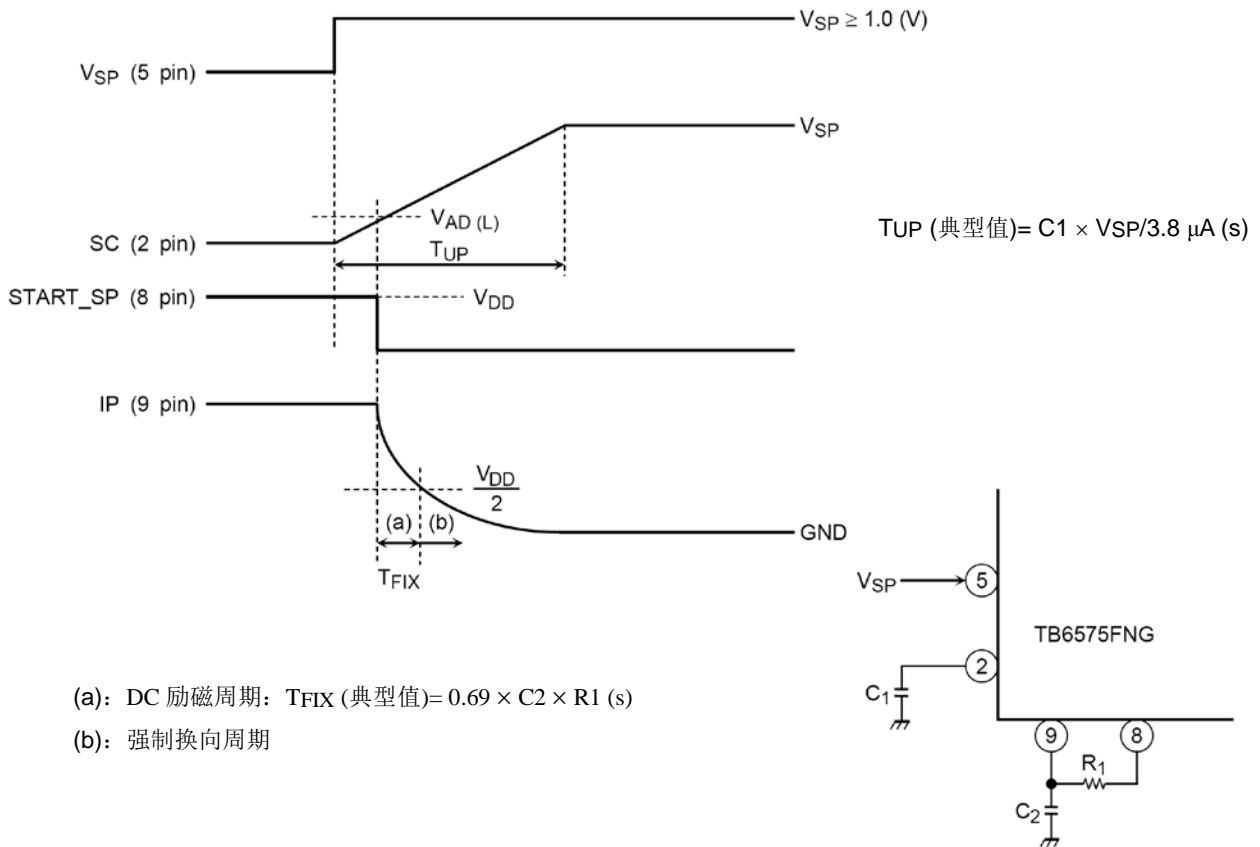 VSP ≥ 1.0 (V)
VSP (5 pin)
VSP
VAD (L)
SC (2 pin)
TUP
TUP (典型值)= C1 × VSP/3.8 μA (s)
START_SP (8 pin)
VDD
IP (9 pin)
VDD
2
(a) (b)
GND
TFIX
VSP
5
TB6575FNG
2
C1
(a): DC 励磁周期: TFIX (典型值)= 0.69 × C2 × R1 (s)
(b): 强制换向周期
9
8
R1
C2